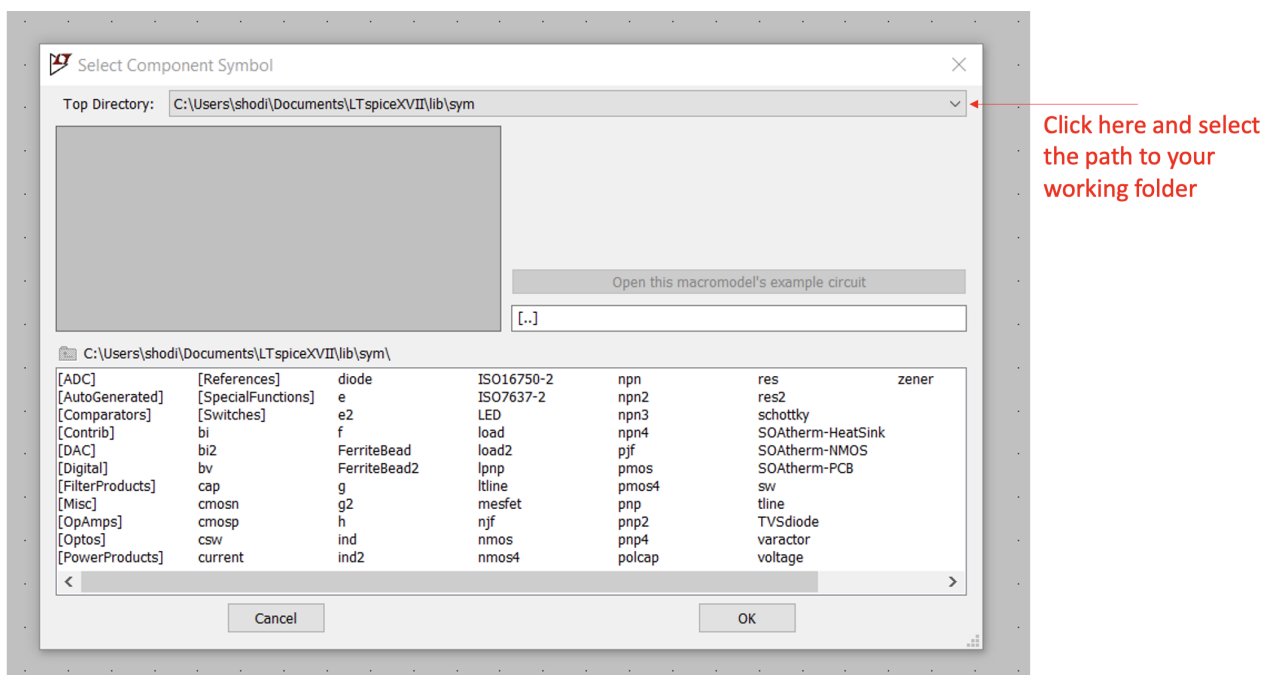 Select Component Symbol
Top Directory: C:\Users\shodi\Documents\LTspiceXVII\lib\sym
Click here and select
the path to your
working folder
Open this macromodel's example circuit
[..]
C:\Users\shodi\Documents\LTspiceXVII\lib\sym\
[ADC] [References] diode ISO16750-2 npn res zener
[AutoGenerated] [SpecialFunctions] e ISO7637-2 npn2 res2
[Comparators] [Switches] e2 LED npn3 schottky
[Contrib] bi f load npn4 SOAtherm-HeatSink
[DAC] bi2 FerriteBead load2 pjf SOAtherm-NMOS
[Digital] bv FerriteBead2 lpnp pmos SOAtherm-PCB
[FilterProducts] cap g ltline pmos4 sw
[Misc] cmosn g2 mesfet pnp tline
[OpAmps] cmosp h njf pnp2 TVSdiode
[Optos] csw ind nmos pnp4 varactor
[PowerProducts] current ind2 nmos4 polcap voltage
Cancel OK